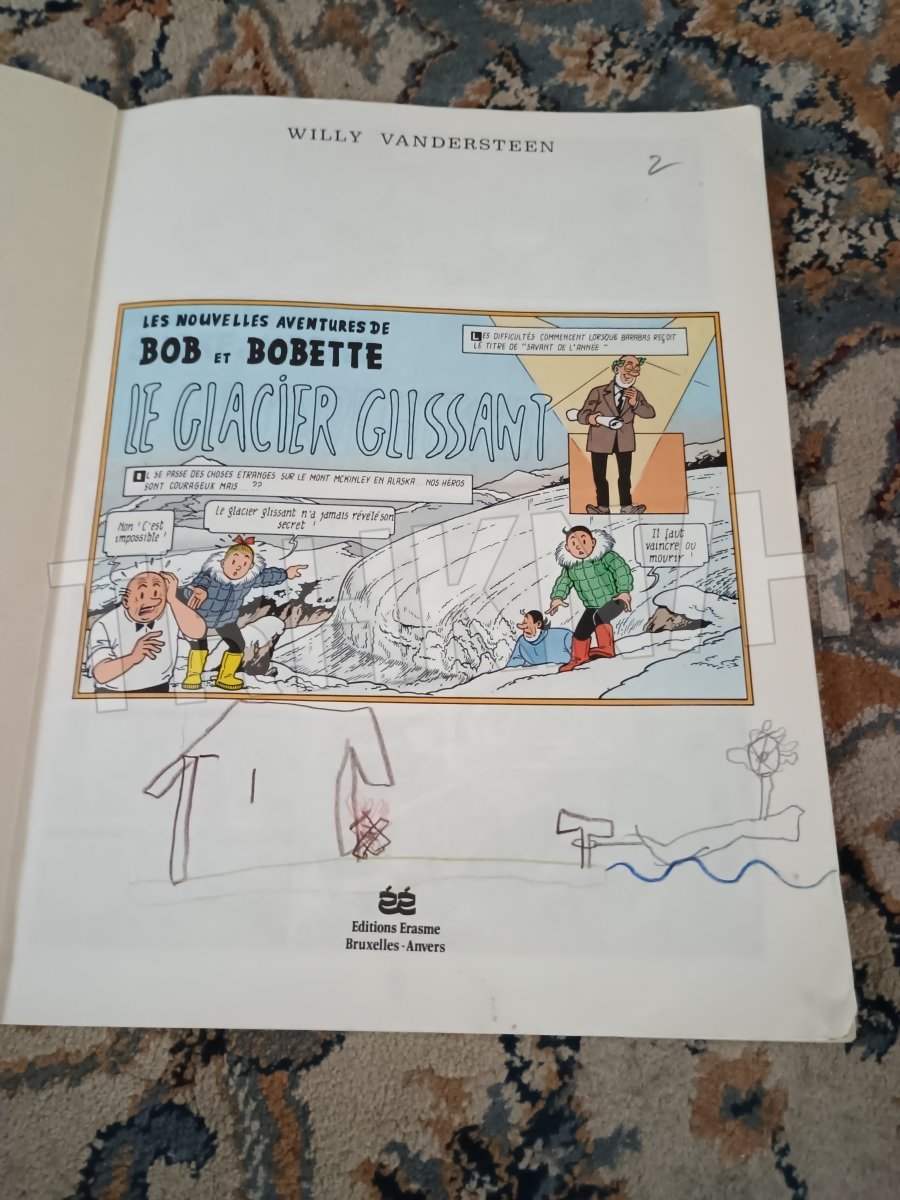 WILLY VANDERSTEEN
2
LES NOUVELLES AVENTURES DE
BOB ET BOBETTE
LE GLACIER GLISSANT
LES DIFFICULTÉS COMMENCENT LORSQUE BARABAS REÇOIT
LE TITRE DE "SAVANT DE L'ANNÉE"
IL SE PASSE DES CHOSES ETRANGES SUR LE MONT MCKINLEY EN ALASKA NOS HÉROS
SONT COURAGEUX MAIS ??
Non ! C'est
impossible !
Le glacier glissant n'a jamais révélé son
secret !
Il faut
vaincre ou
mourir !
éé
Editions Erasme
Bruxelles - Anvers